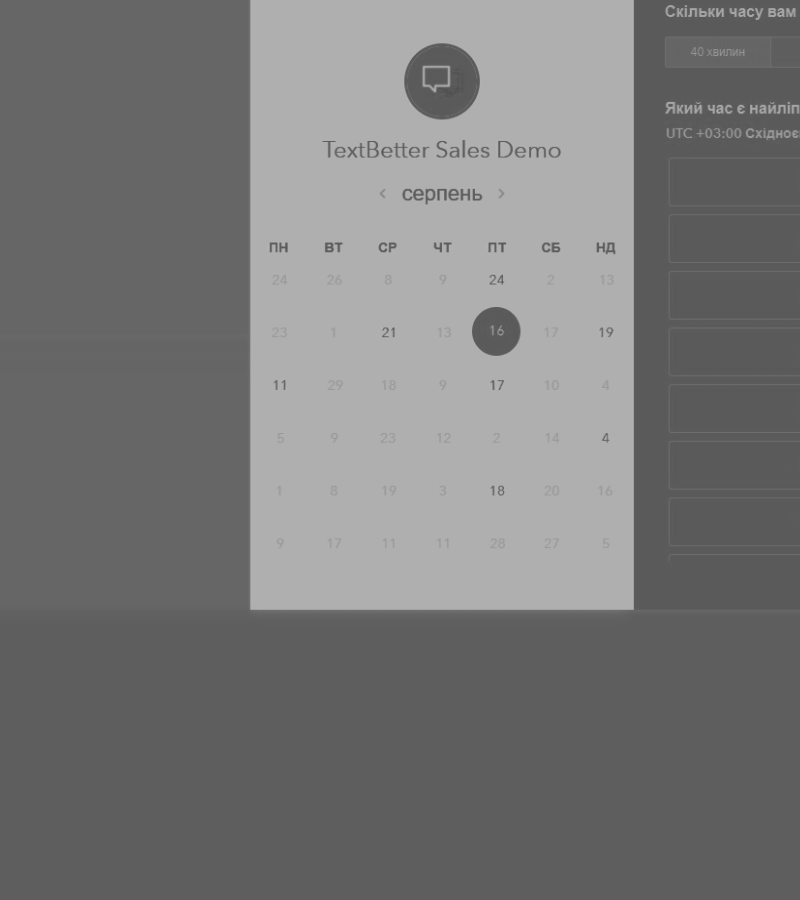 TextBetter Sales Demo
‹ серпень ›
ПН ВТ СР ЧТ ПТ СБ НД
24 26 8 9 24 2 13
23 1 21 13 16 17 19
11 29 18 9 17 10 4
5 9 23 12 2 14 4
1 8 19 3 18 20 16
9 17 11 11 28 27 5
Скільки часу вам
40 хвилин
Який час є
UTC +03:00